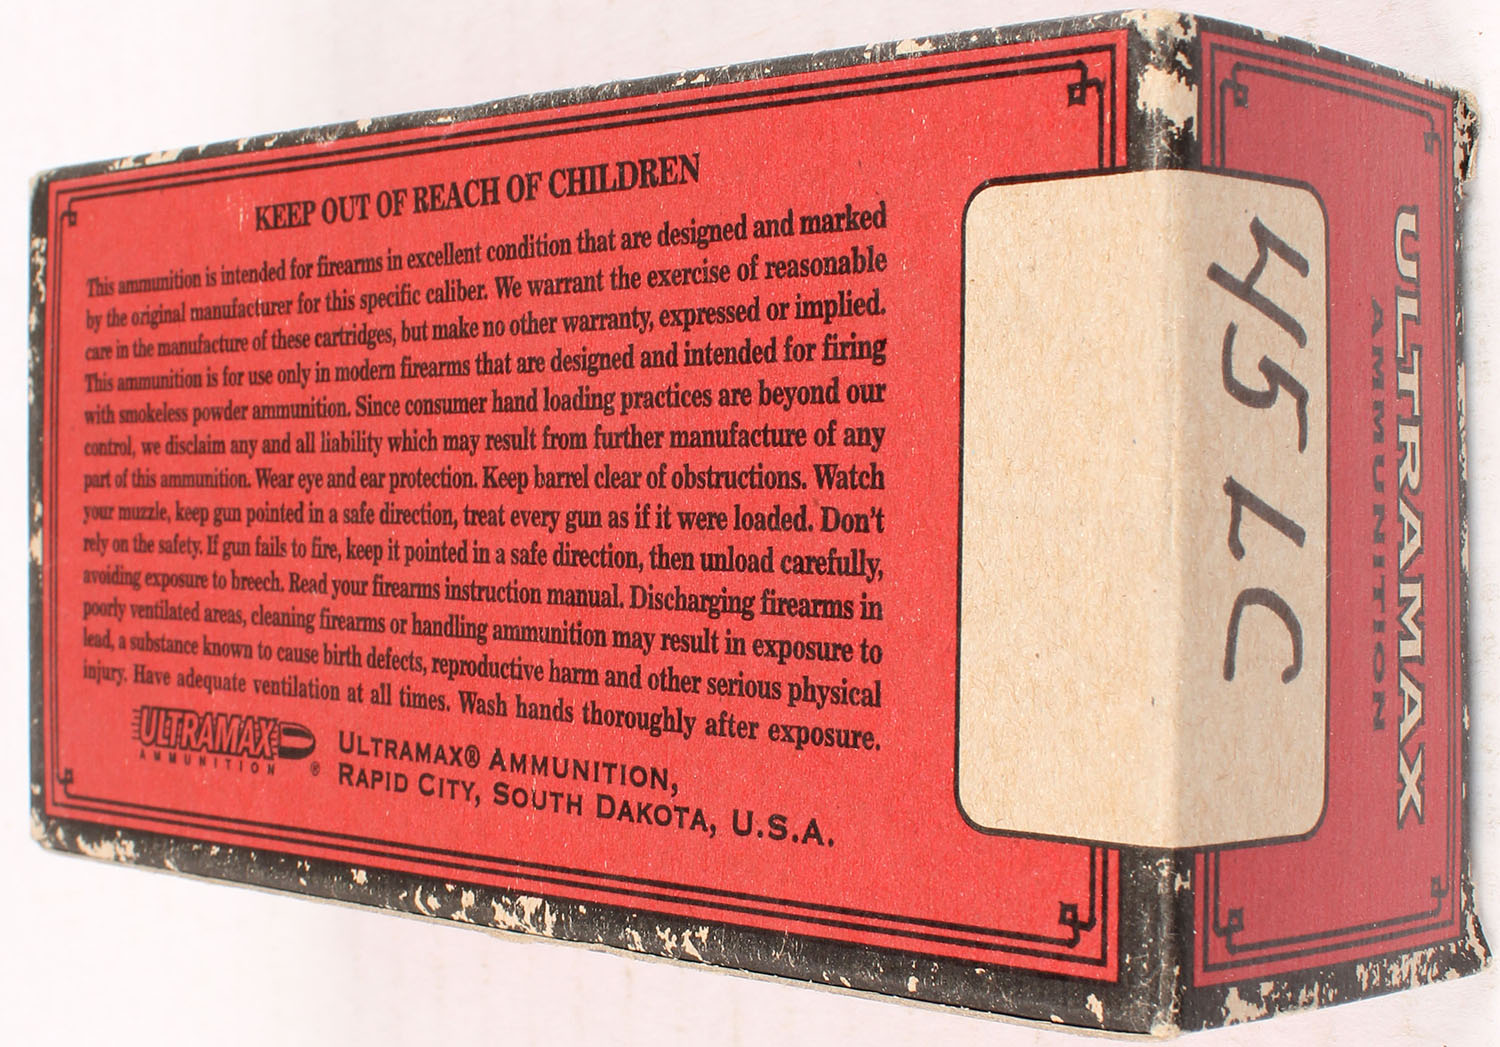 KEEP OUT OF REACH OF CHILDREN
This ammunition is intended for firearms in excellent condition that are designed and marked
by the original manufacturer for this specific caliber. We warrant the exercise of reasonable
care in the manufacture of these cartridges, but make no other warranty, expressed or implied.
This ammunition is for use only in modern firearms that are designed and intended for firing
with smokeless powder ammunition. Since consumer hand loading practices are beyond our
control, we disclaim any and all liability which may result from further manufacture of any
part of this ammunition. Wear eye and ear protection. Keep barrel clear of obstructions. Watch
your muzzle, keep gun pointed in a safe direction, treat every gun as if it were loaded. Don't
rely on the safety. If gun fails to fire, keep it pointed in a safe direction, then unload carefully,
avoiding exposure to breech. Read your firearms instruction manual. Discharging firearms in
poorly ventilated areas, cleaning firearms or handling ammunition may result in exposure to
lead, a substance known to cause birth defects, reproductive harm and other serious physical
injury. Have adequate ventilation at all times. Wash hands thoroughly after exposure.
ULTRAMAX
AMMUNITION ®
ULTRAMAX® AMMUNITION,
RAPID CITY, SOUTH DAKOTA, U.S.A.
45 LC
ULTRAMAX
AMMUNITION